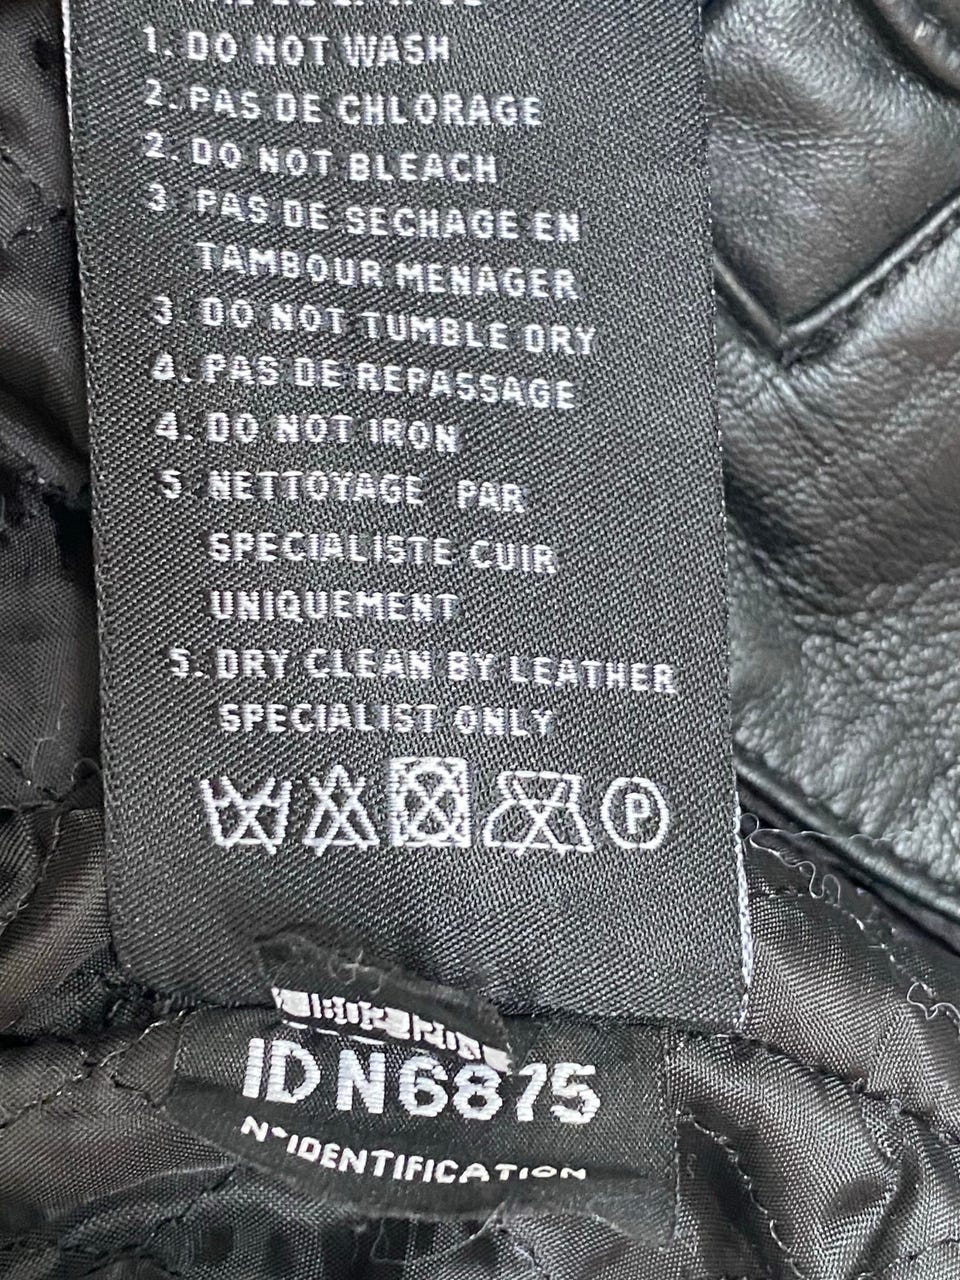 1. DO NOT WASH
2. PAS DE CHLORAGE
2. DO NOT BLEACH
3. PAS DE SECHAGE EN
TAMBOUR MENAGER
3. DO NOT TUMBLE DRY
4. PAS DE REPASSAGE
4. DO NOT IRON
5. NETTOYAGE PAR
SPECIALISTE CUIR
UNIQUEMENT
5. DRY CLEAN BY LEATHER
SPECIALIST ONLY
P
ID N 6875
N°IDENTIFICATION